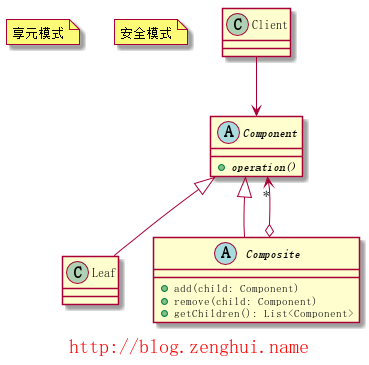 享元模式
安全模式
C Client
A Component
operation()
*
C Leaf
A Composite
add(child: Component)
remove(child: Component)
getChildren(): List<Component>
http://blog.zenghui.name